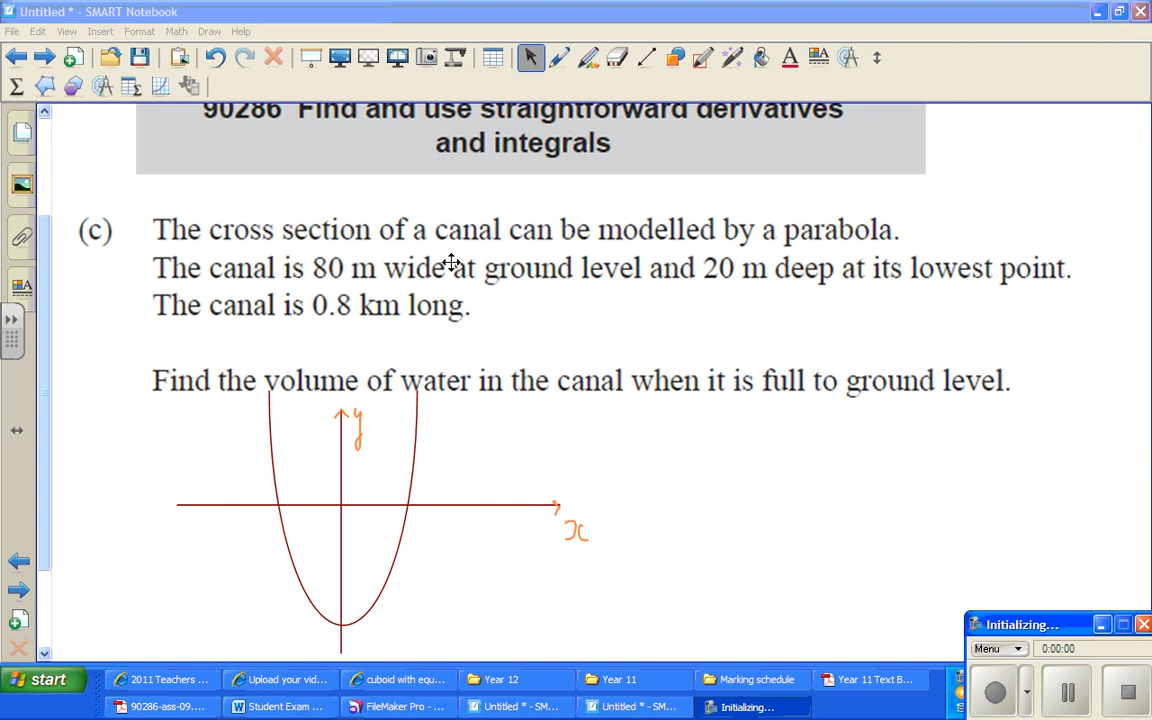 Untitled * - SMART Notebook
File Edit View Insert Format Math Draw Help
90286 Find and use straightforward derivatives
and integrals
(c) The cross section of a canal can be modelled by a parabola.
The canal is 80 m wide at ground level and 20 m deep at its lowest point.
The canal is 0.8 km long.
Find the volume of water in the canal when it is full to ground level.
y
x
Initializing...
Menu 0:00:00
start 2011 Teachers ... Upload your vid... cuboid with equ... Year 12 Year 11 Marking schedule Year 11 Text B...
90286-ass-09.... Student Exam ... FileMaker Pro - ... Untitled * - SM... Untitled * - SM... Initializing...